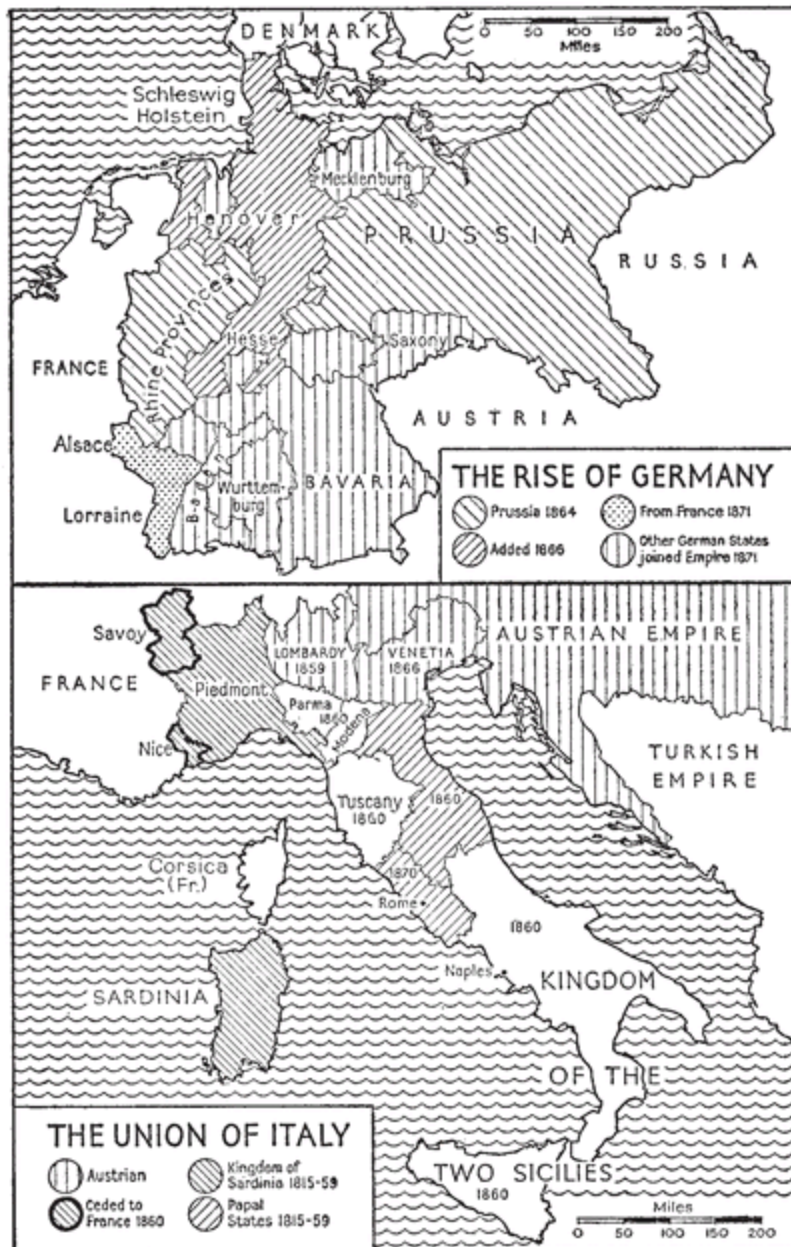 DENMARK
0 50 100 150 200
Miles
Schleswig
Holstein
Mecklenburg
Hanover
PRUSSIA
RUSSIA
Rhine Provinces
Hesse
Saxony
FRANCE
AUSTRIA
Alsace
Lorraine
Baden
Württem-
burg
BAVARIA
THE RISE OF GERMANY
Prussia 1864
From France 1871
Added 1866
Other German States
joined Empire 1871
Savoy
LOMBARDY
1859
VENETIA
1866
AUSTRIAN EMPIRE
FRANCE
Piedmont
Parma
1860
Modena
Nice
TURKISH
EMPIRE
Tuscany
1860
1860
Corsica
(Fr.)
1870
Rome
1860
Naples
KINGDOM
SARDINIA
OF THE
TWO SICILIES
1860
THE UNION OF ITALY
Austrian
Kingdom of
Sardinia 1815-59
Ceded to
France 1860
Papal
States 1815-59
Miles
0 50 100 150 200